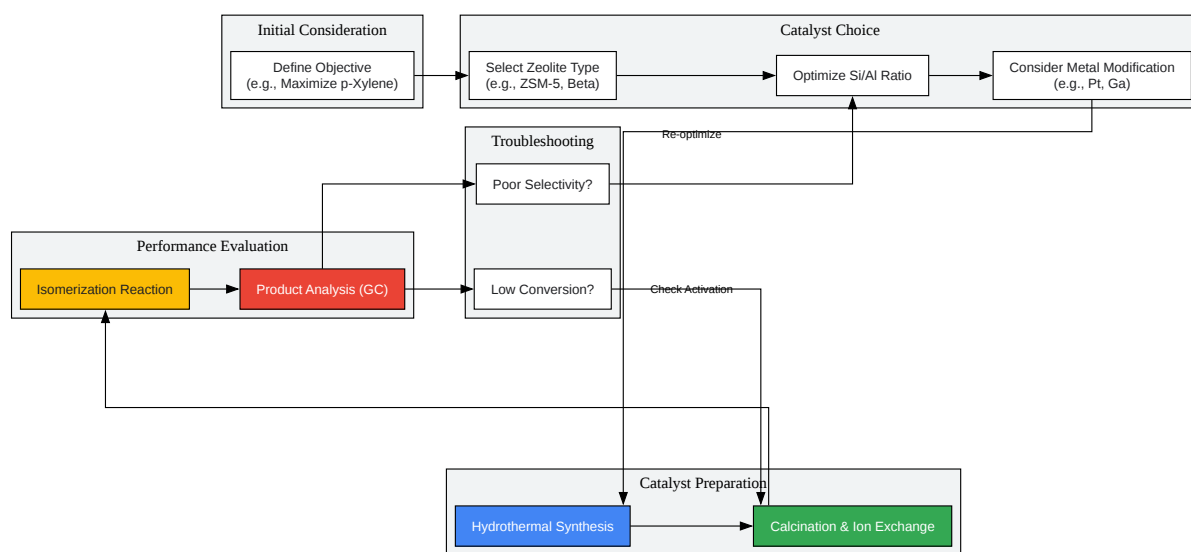 Initial Consideration
Define Objective
(e.g., Maximize p-Xylene)
Catalyst Choice
Select Zeolite Type
(e.g., ZSM-5, Beta)
Optimize Si/Al Ratio
Consider Metal Modification
(e.g., Pt, Ga)
Re-optimize
Troubleshooting
Poor Selectivity?
Low Conversion?
Check Activation
Performance Evaluation
Isomerization Reaction
Product Analysis (GC)
Catalyst Preparation
Hydrothermal Synthesis
Calcination & Ion Exchange